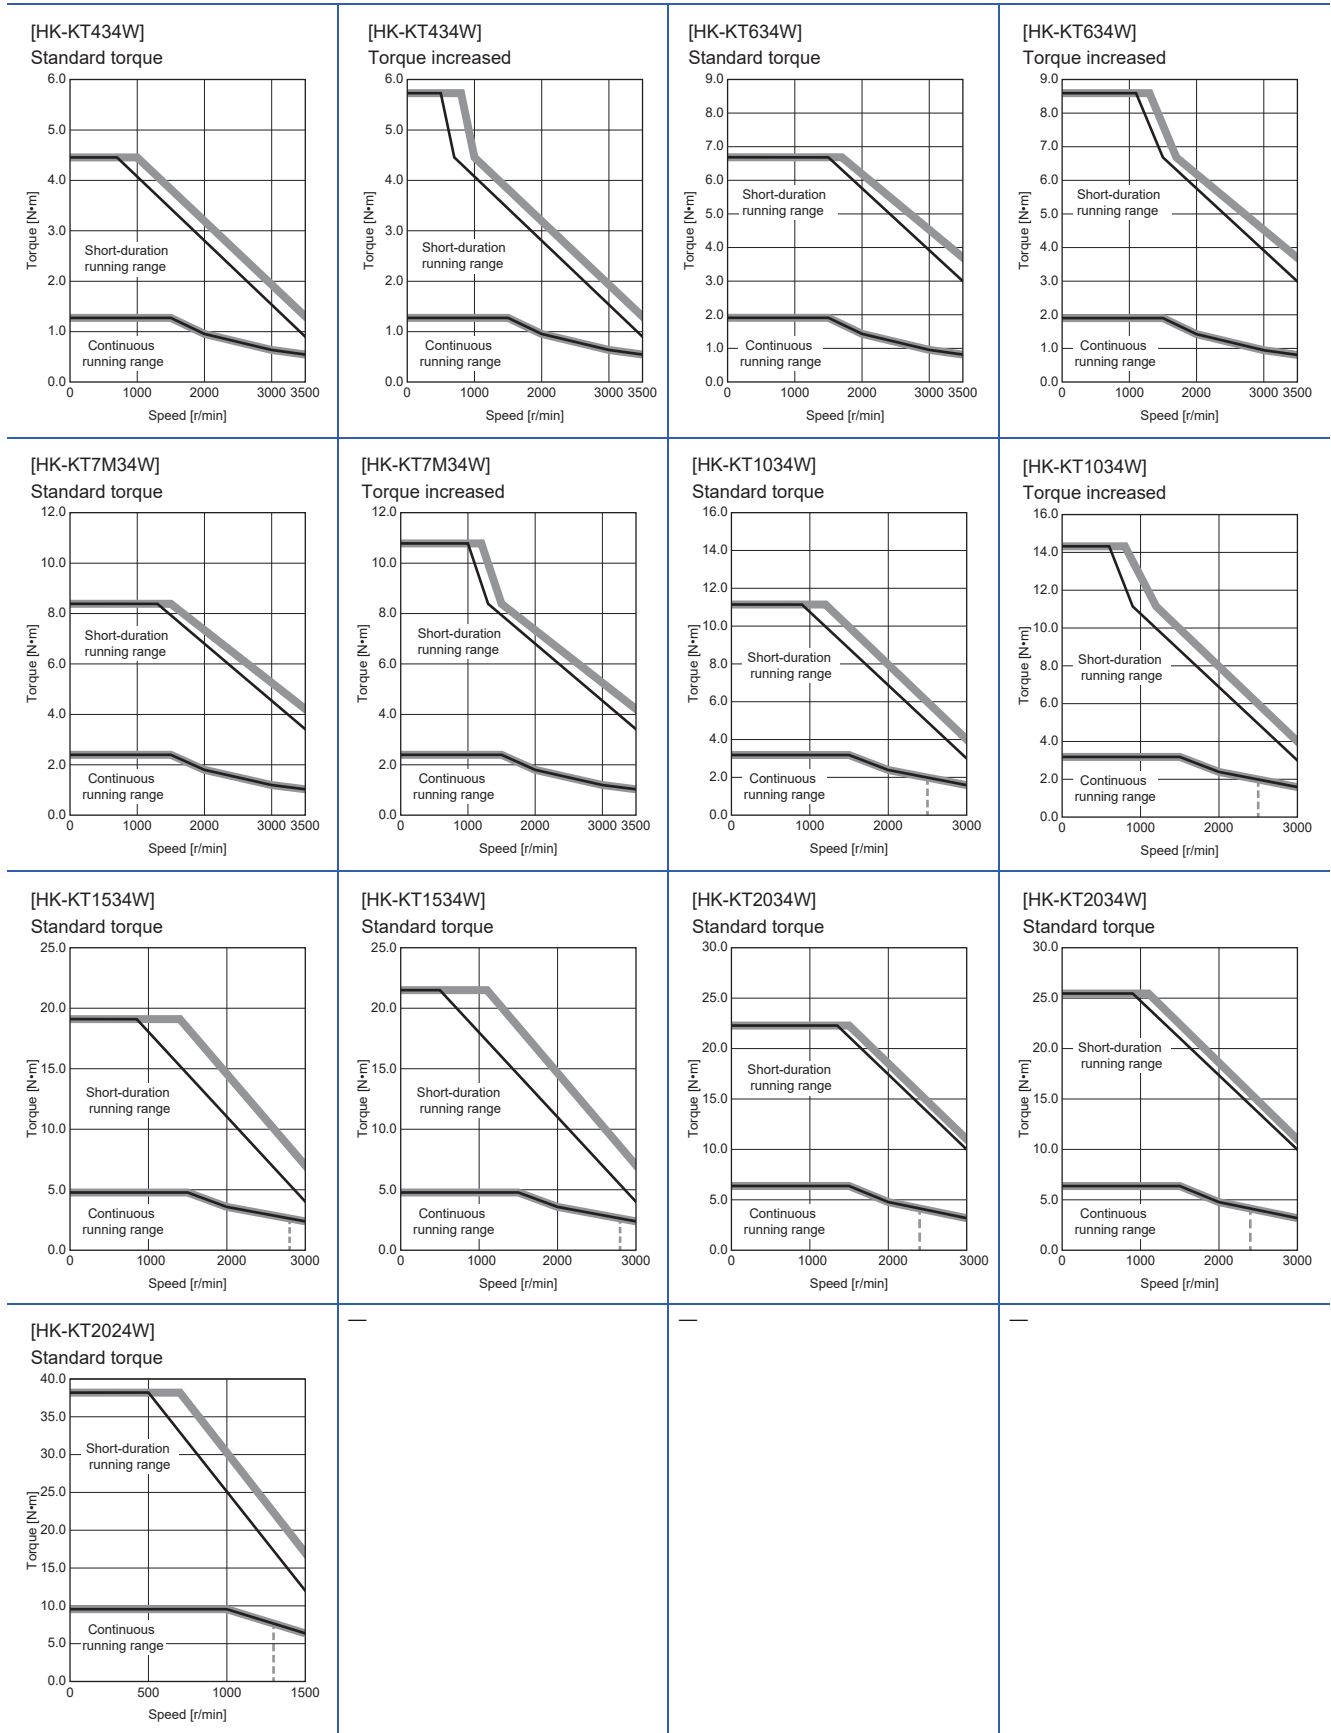 [HK-KT434W]
Standard torque
6.0
5.0
4.0
3.0
2.0
1.0
0.0
Torque [N•m]
Short-duration
running range
Continuous
running range
0 1000 2000 3000 3500
Speed [r/min]
[HK-KT434W]
Torque increased
6.0
5.0
4.0
3.0
2.0
1.0
0.0
Torque [N•m]
Short-duration
running range
Continuous
running range
0 1000 2000 3000 3500
Speed [r/min]
[HK-KT634W]
Standard torque
9.0
8.0
7.0
6.0
5.0
4.0
3.0
2.0
1.0
0.0
Torque [N•m]
Short-duration
running range
Continuous
running range
0 1000 2000 3000 3500
Speed [r/min]
[HK-KT634W]
Torque increased
9.0
8.0
7.0
6.0
5.0
4.0
3.0
2.0
1.0
0.0
Torque [N•m]
Short-duration
running range
Continuous
running range
0 1000 2000 3000 3500
Speed [r/min]
[HK-KT7M34W]
Standard torque
12.0
10.0
8.0
6.0
4.0
2.0
0.0
Torque [N•m]
Short-duration
running range
Continuous
running range
0 1000 2000 3000 3500
Speed [r/min]
[HK-KT7M34W]
Torque increased
12.0
10.0
8.0
6.0
4.0
2.0
0.0
Torque [N•m]
Short-duration
running range
Continuous
running range
0 1000 2000 3000 3500
Speed [r/min]
[HK-KT1034W]
Standard torque
16.0
14.0
12.0
10.0
8.0
6.0
4.0
2.0
0.0
Torque [N•m]
Short-duration
running range
Continuous
running range
0 1000 2000 3000
Speed [r/min]
[HK-KT1034W]
Torque increased
16.0
14.0
12.0
10.0
8.0
6.0
4.0
2.0
0.0
Torque [N•m]
Short-duration
running range
Continuous
running range
0 1000 2000 3000
Speed [r/min]
[HK-KT1534W]
Standard torque
25.0
20.0
15.0
10.0
5.0
0.0
Torque [N•m]
Short-duration
running range
Continuous
running range
0 1000 2000 3000
Speed [r/min]
[HK-KT1534W]
Standard torque
25.0
20.0
15.0
10.0
5.0
0.0
Torque [N•m]
Short-duration
running range
Continuous
running range
0 1000 2000 3000
Speed [r/min]
[HK-KT2034W]
Standard torque
30.0
25.0
20.0
15.0
10.0
5.0
0.0
Torque [N•m]
Short-duration
running range
Continuous
running range
0 1000 2000 3000
Speed [r/min]
[HK-KT2034W]
Standard torque
30.0
25.0
20.0
15.0
10.0
5.0
0.0
Torque [N•m]
Short-duration
running range
Continuous
running range
0 1000 2000 3000
Speed [r/min]
[HK-KT2024W]
Standard torque
40.0
35.0
30.0
25.0
20.0
15.0
10.0
5.0
0.0
Torque [N•m]
Short-duration
running range
Continuous
running range
0 500 1000 1500
Speed [r/min]
—
—
—